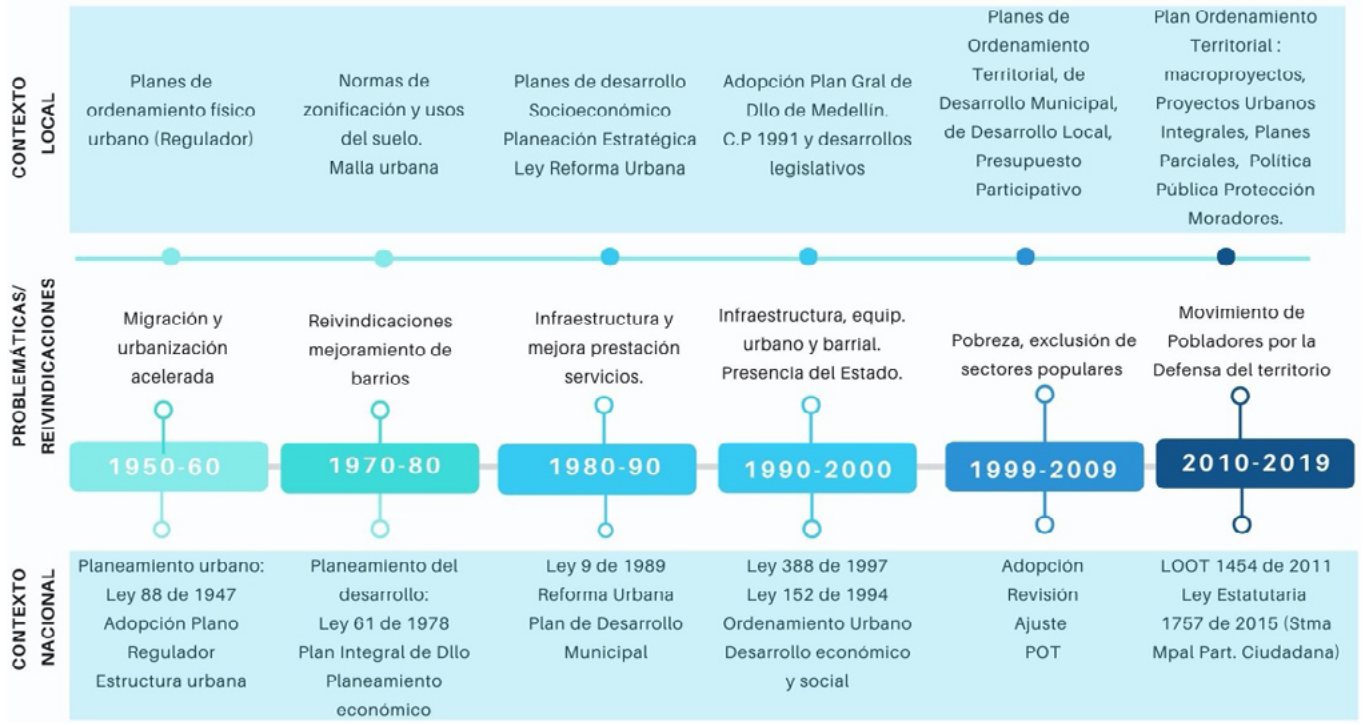 CONTEXTO
LOCAL
Planes de
ordenamiento físico
urbano (Regulador)
Normas de
zonificación y usos
del suelo.
Malla urbana
Planes de desarrollo
Socioeconómico
Planeación Estratégica
Ley Reforma Urbana
Adopción Plan Gral de
Dllo de Medellín.
C.P 1991 y desarrollos
legislativos
Planes de
Ordenamiento
Territorial, de
Desarrollo Municipal,
de Desarrollo Local,
Presupuesto
Participativo
Plan Ordenamiento
Territorial :
macroproyectos,
Proyectos Urbanos
Integrales, Planes
Parciales, Política
Pública Protección
Moradores.
PROBLEMÁTICAS/
REIVINDICACIONES
Migración y
urbanización
acelerada
Reivindicaciones
mejoramiento de
barrios
Infraestructura y
mejora prestación
servicios.
Infraestructura, equip.
urbano y barrial.
Presencia del Estado.
Pobreza, exclusión de
sectores populares
Movimiento de
Pobladores por la
Defensa del territorio
1950-60
1970-80
1980-90
1990-2000
1999-2009
2010-2019
CONTEXTO
NACIONAL
Planeamiento urbano:
Ley 88 de 1947
Adopción Plano
Regulador
Estructura urbana
Planeamiento del
desarrollo:
Ley 61 de 1978
Plan Integral de Dllo
Planeamiento
económico
Ley 9 de 1989
Reforma Urbana
Plan de Desarrollo
Municipal
Ley 388 de 1997
Ley 152 de 1994
Ordenamiento Urbano
Desarrollo económico
y social
Adopción
Revisión
Ajuste
POT
LOOT 1454 de 2011
Ley Estatutaria
1757 de 2015 (Stma
Mpal Part. Ciudadana)